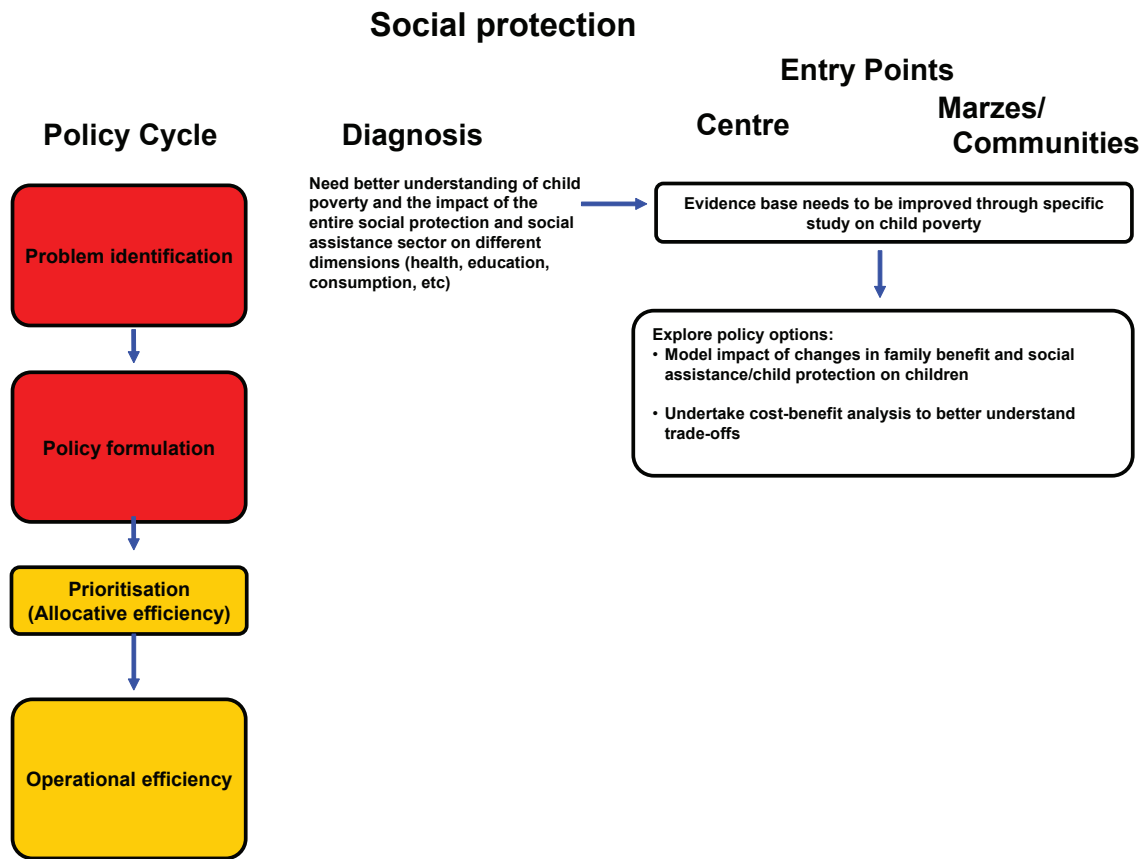 Social protection
Entry Points
Policy Cycle
Diagnosis
Centre
Marzes/
Communities
Problem identification
Need better understanding of child
poverty and the impact of the
entire social protection and social
assistance sector on different
dimensions (health, education,
consumption, etc)
Evidence base needs to be improved through specific
study on child poverty
Explore policy options:
• Model impact of changes in family benefit and social
assistance/child protection on children
• Undertake cost-benefit analysis to better understand
trade-offs
Policy formulation
Prioritisation
(Allocative efficiency)
Operational efficiency